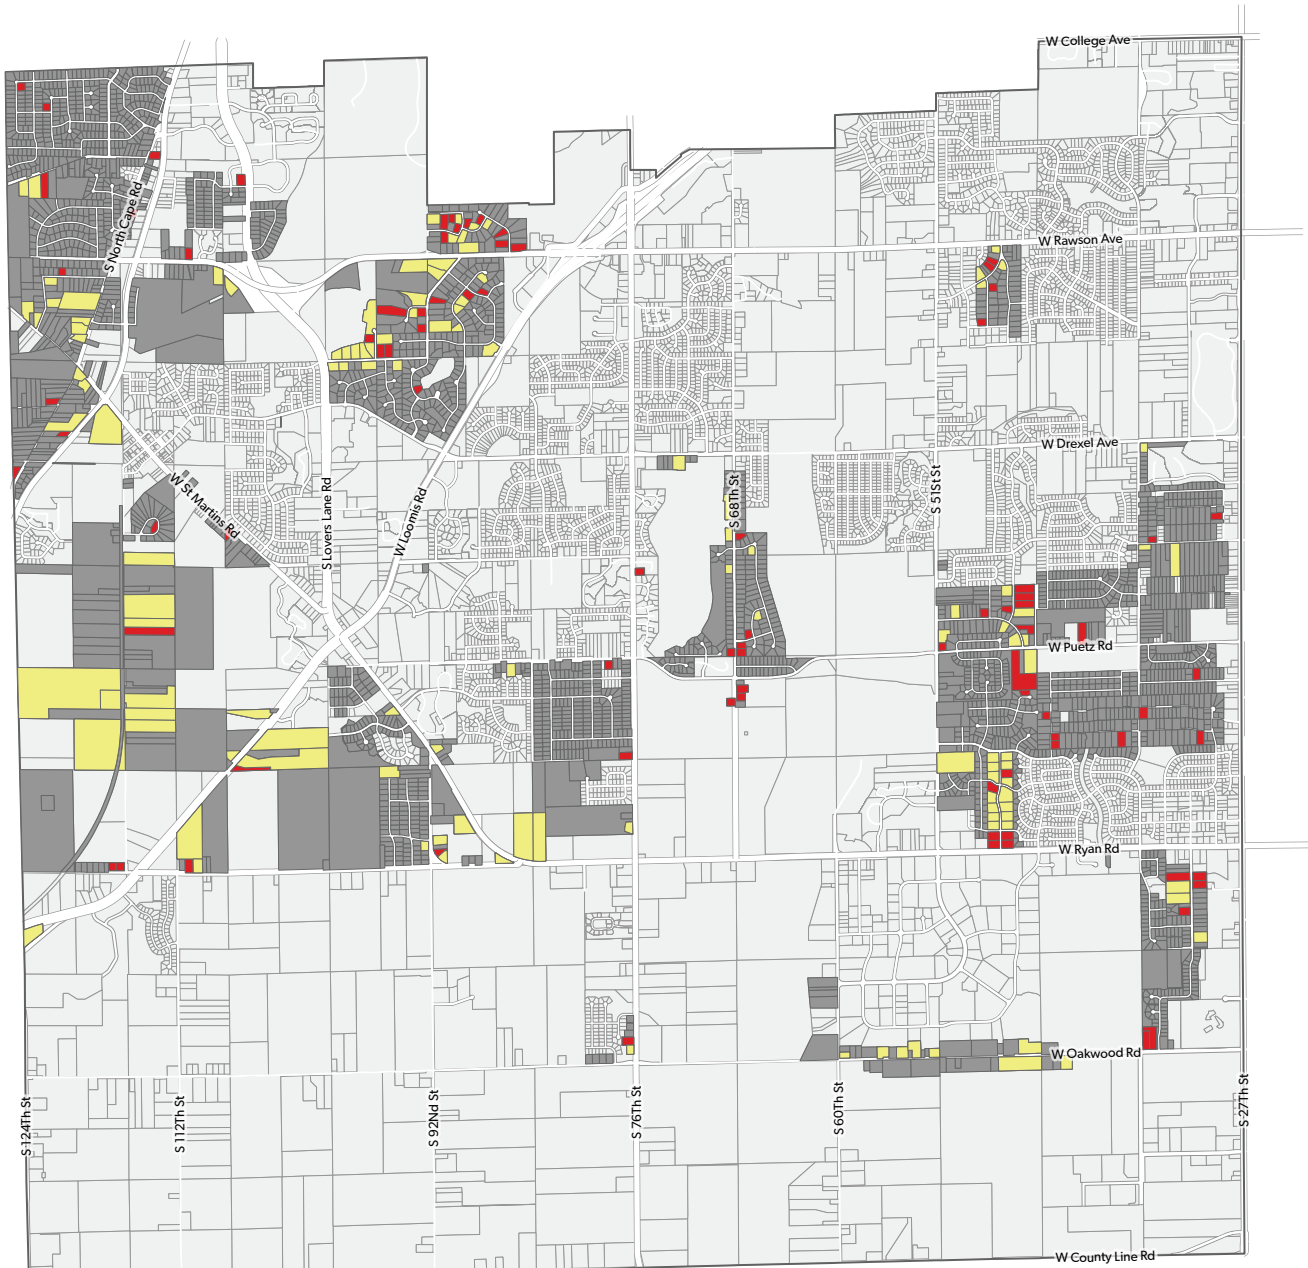 W College Ave
S North Cape Rd
W Rawson Ave
W Drexel Ave
W St Martins Rd
S Lovers Lane Rd
W Loomis Rd
S 68Th St
S 51St St
W Puetz Rd
W Ryan Rd
W Oakwood Rd
S 124Th St
S 112Th St
S 92Nd St
S 76Th St
S 60Th St
S 27Th St
W County Line Rd